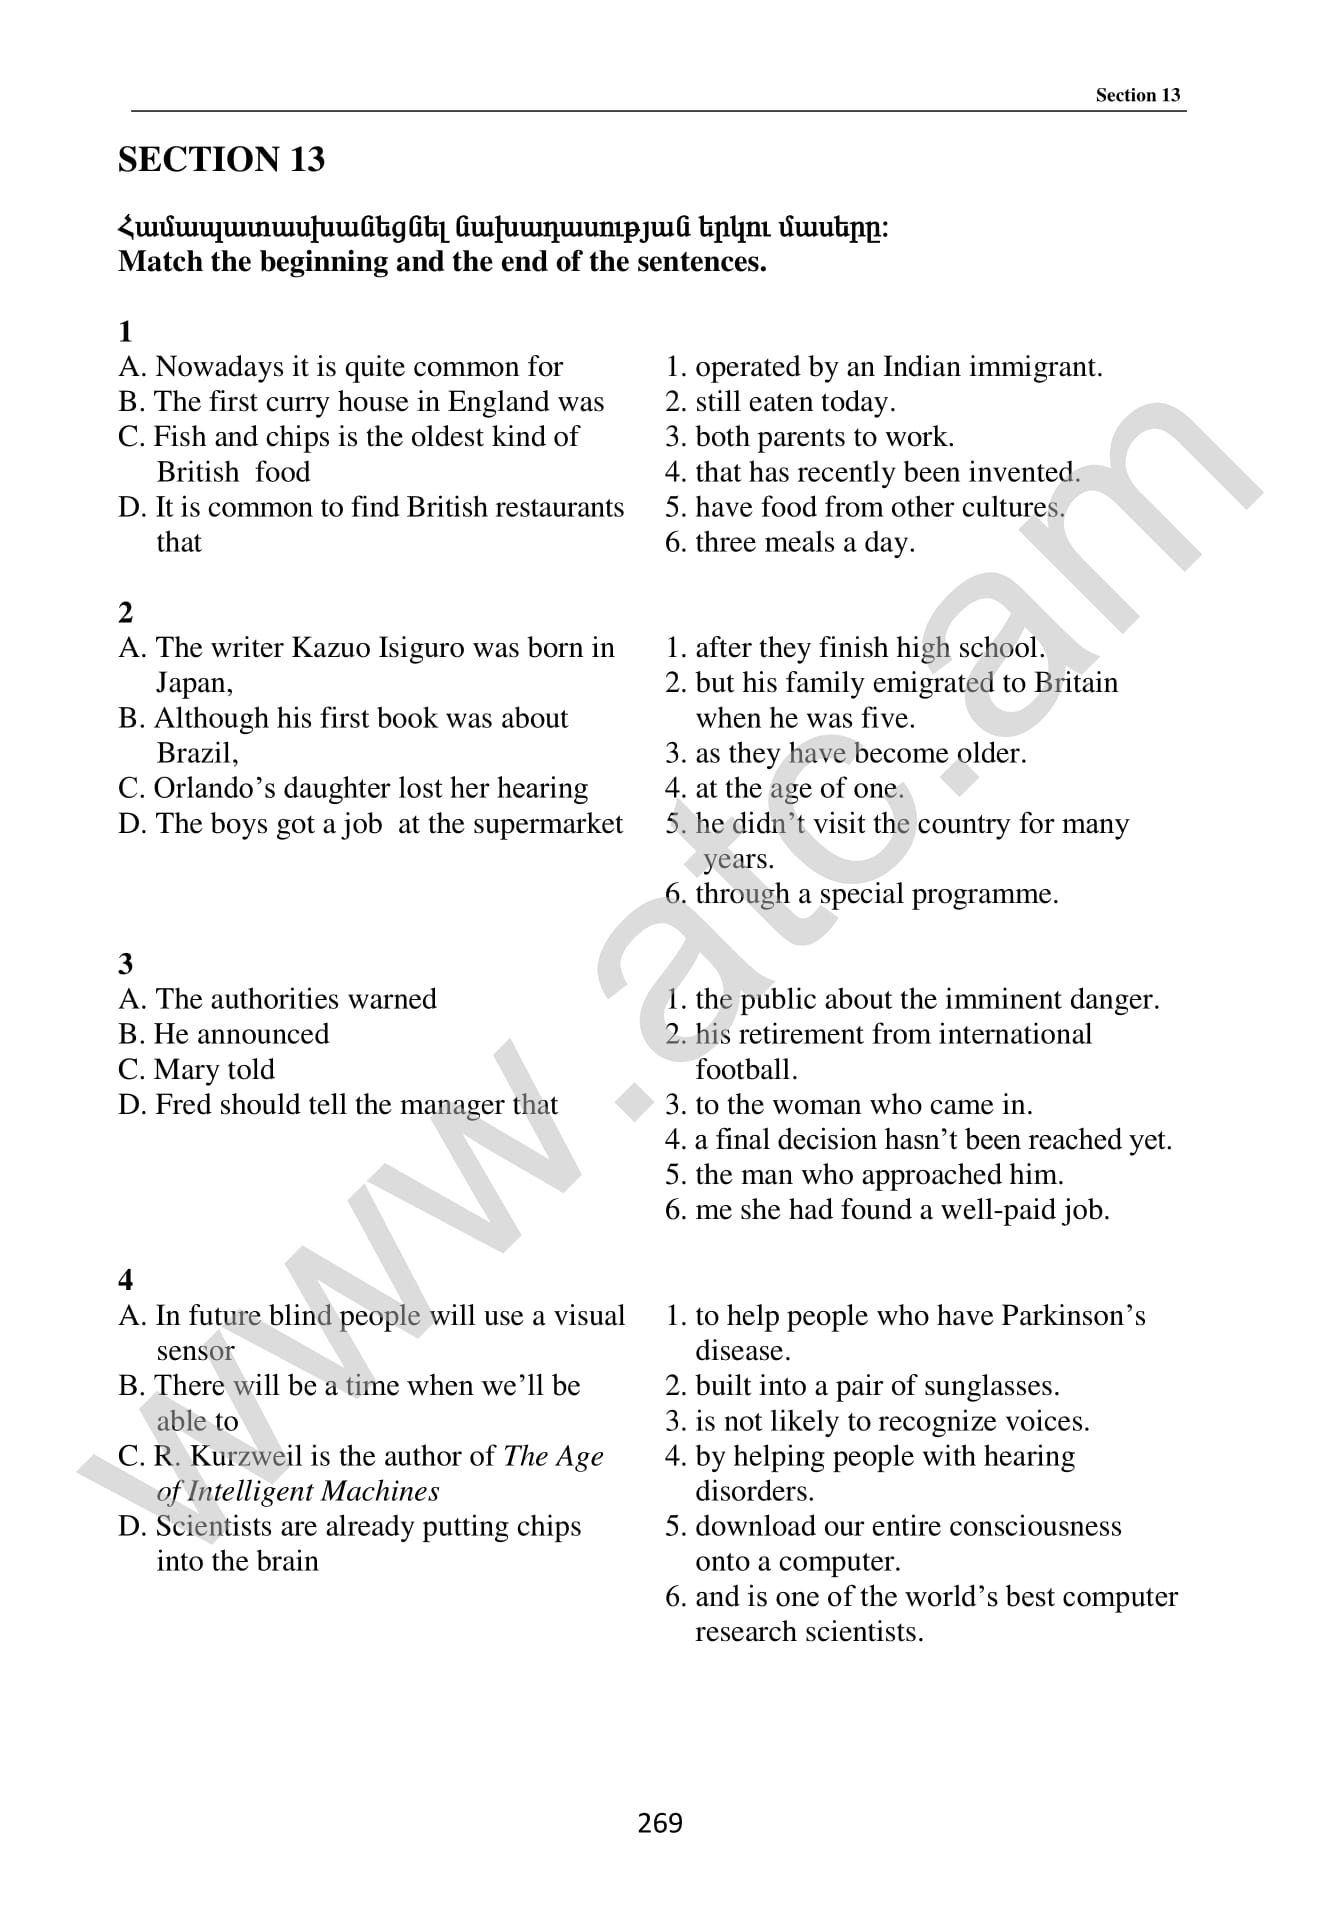 Section 13
SECTION 13
Համապատասխանեցնել նախադասության երկու մասերը:
Match the beginning and the end of the sentences.
1
A. Nowadays it is quite common for
B. The first curry house in England was
C. Fish and chips is the oldest kind of
British food
D. It is common to find British restaurants
that
1. operated by an Indian immigrant.
2. still eaten today.
3. both parents to work.
4. that has recently been invented.
5. have food from other cultures.
6. three meals a day.
2
A. The writer Kazuo Isiguro was born in
Japan,
B. Although his first book was about
Brazil,
C. Orlando’s daughter lost her hearing
D. The boys got a job at the supermarket
1. after they finish high school.
2. but his family emigrated to Britain
when he was five.
3. as they have become older.
4. at the age of one.
5. he didn’t visit the country for many
years.
6. through a special programme.
3
A. The authorities warned
B. He announced
C. Mary told
D. Fred should tell the manager that
1. the public about the imminent danger.
2. his retirement from international
football.
3. to the woman who came in.
4. a final decision hasn’t been reached yet.
5. the man who approached him.
6. me she had found a well-paid job.
4
A. In future blind people will use a visual
sensor
B. There will be a time when we’ll be
able to
C. R. Kurzweil is the author of The Age
of Intelligent Machines
D. Scientists are already putting chips
into the brain
1. to help people who have Parkinson’s
disease.
2. built into a pair of sunglasses.
3. is not likely to recognize voices.
4. by helping people with hearing
disorders.
5. download our entire consciousness
onto a computer.
6. and is one of the world’s best computer
research scientists.
269
www.atc.am